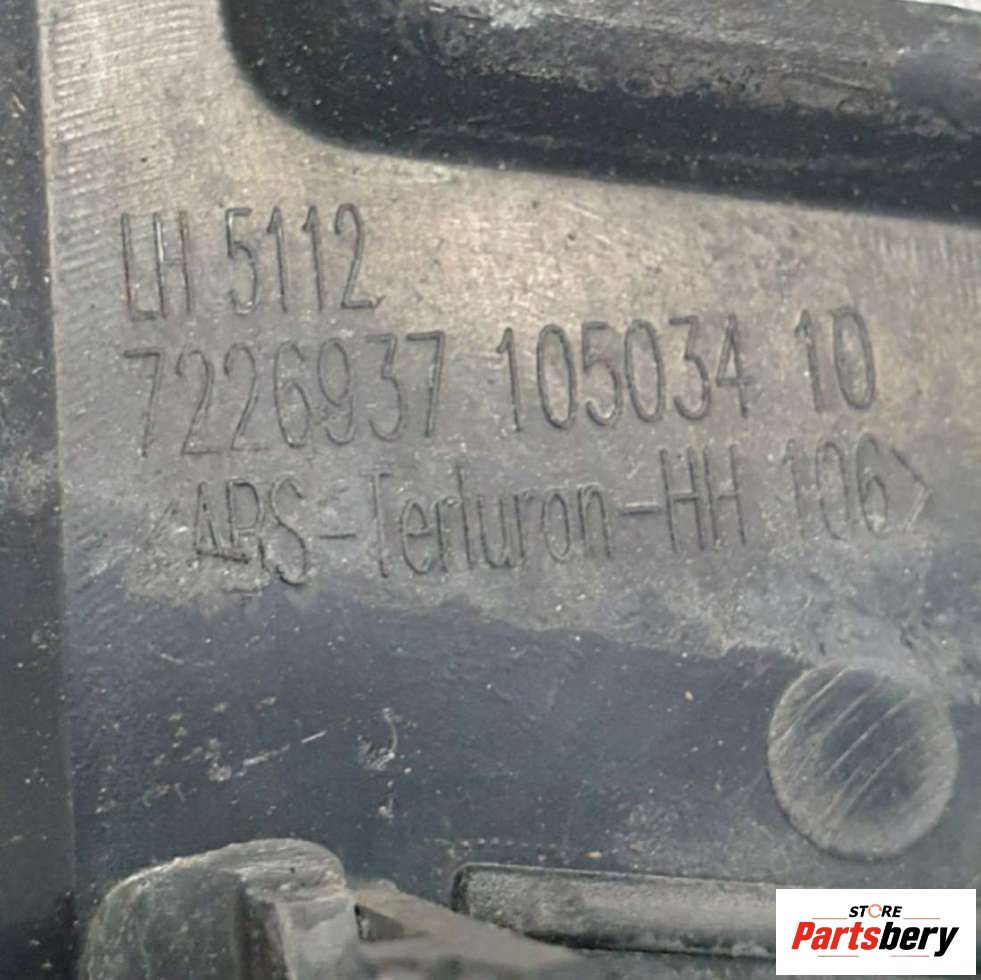 LH 5112
7226937 105034 10
>ABS-Terluran-HH 106<
STORE
Partsbery